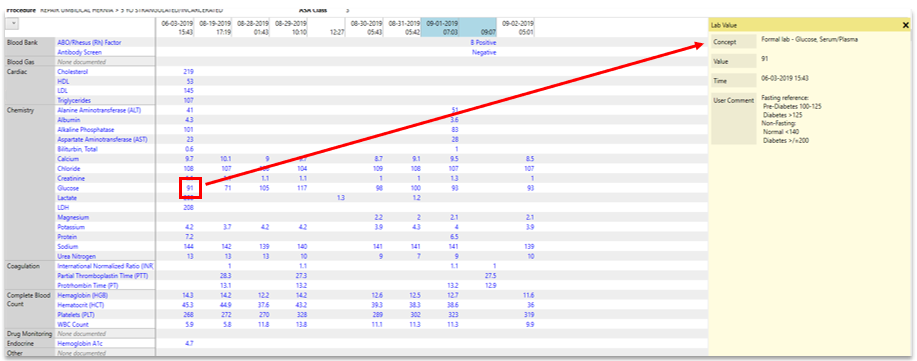 Procedure REPAIR UMBILICAL HERNIA > 5 YO STRANGULATED/INCARCERATED ASA Class 3
06-03-2019 08-19-2019 08-28-2019 08-29-2019 08-30-2019 08-31-2019 09-01-2019 09-02-2019
15:43 17:19 01:43 10:10 12:27 05:43 05:42 07:03 09:07 05:01
Blood Bank ABO/Rhesus (Rh) Factor B Positive
Antibody Screen Negative
Blood Gas None documented
Cardiac Cholesterol 219
HDL 53
LDL 145
Triglycerides 107
Chemistry Alanine Aminotransferase (ALT) 41 51
Albumin 4.3 3.6
Alkaline Phosphatase 101 83
Aspartate Aminotransferase (AST) 23 28
Bilirubin, Total 0.6 1
Calcium 9.7 10.1 9 8.7 9.1 9.5 8.5
Chloride 108 107 104 109 108 107 107
Creatinine 1.1 1.1 1 1 1.3 1
Glucose 91 71 105 117 98 100 93 93
Lactate 1.3 1.2
LDH 208
Magnesium 2.2 2 2.1 2.1
Potassium 4.2 3.7 4.2 4.2 3.9 4.3 4 3.9
Protein 7.2 6.5
Sodium 144 142 139 140 141 141 141 139
Urea Nitrogen 13 13 13 10 9 7 9 10
Coagulation International Normalized Ratio (INR 1 1.1 1.1 1
Partial Thromboplastin Time (PTT) 28.3 27.3 27.5
Protrhombin Time (PT) 13.1 13.2 13.2 12.9
Complete Blood Hemaglobin (HGB) 14.3 14.2 12.2 14.2 12.6 12.5 12.7 11.6
Count Hematocrit (HCT) 45.3 44.9 37.6 43.2 39.3 38.3 38.6 36
Platelets (PLT) 268 272 270 328 289 302 323 319
WBC Count 5.9 5.8 11.8 13.8 11.1 11.3 11.3 9.9
Drug Monitoring None documented
Endocrine Hemoglobin A1c 4.7
Other None documented
Lab Value X
Concept Formal lab - Glucose, Serum/Plasma
Value 91
Time 06-03-2019 15:43
User Comment Fasting reference:
Pre-Diabetes 100-125
Diabetes >125
Non-Fasting:
Normal <140
Diabetes >/=200